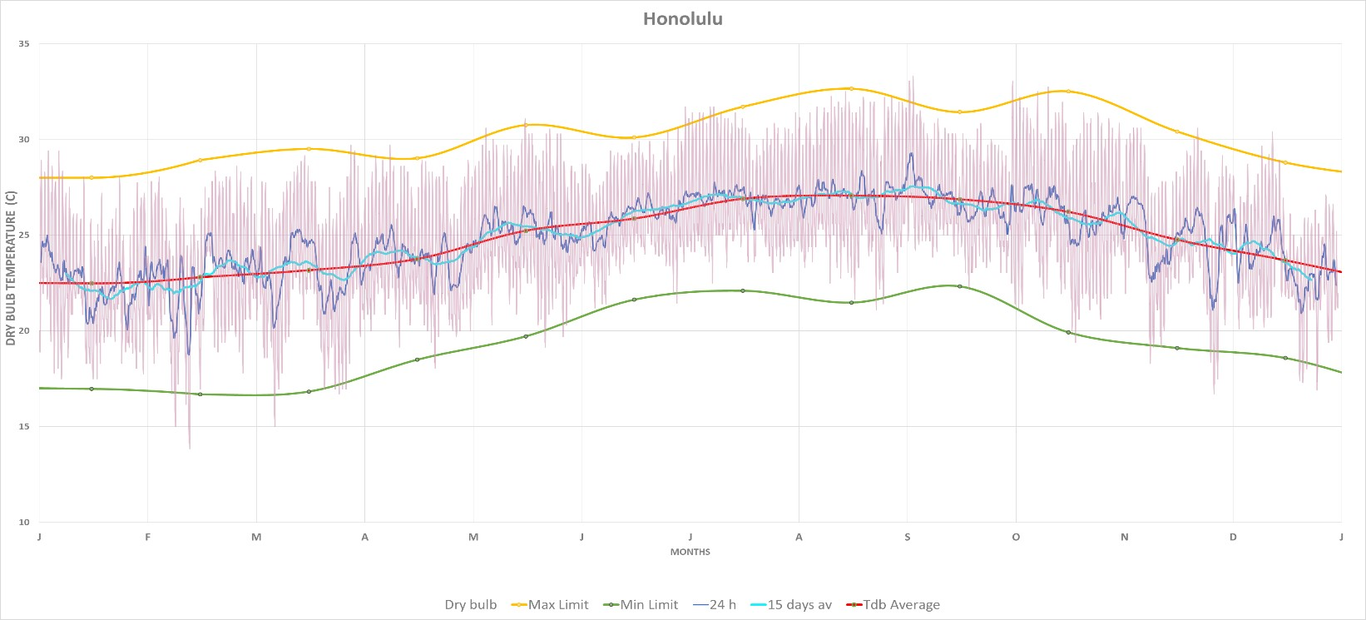 Honolulu
35
30
25
20
15
10
DRY BULB TEMPERATURE (C)
J F M A M J J A S O N D J
MONTHS
Dry bulb Max Limit Min Limit 24 h 15 days av Tdb Average